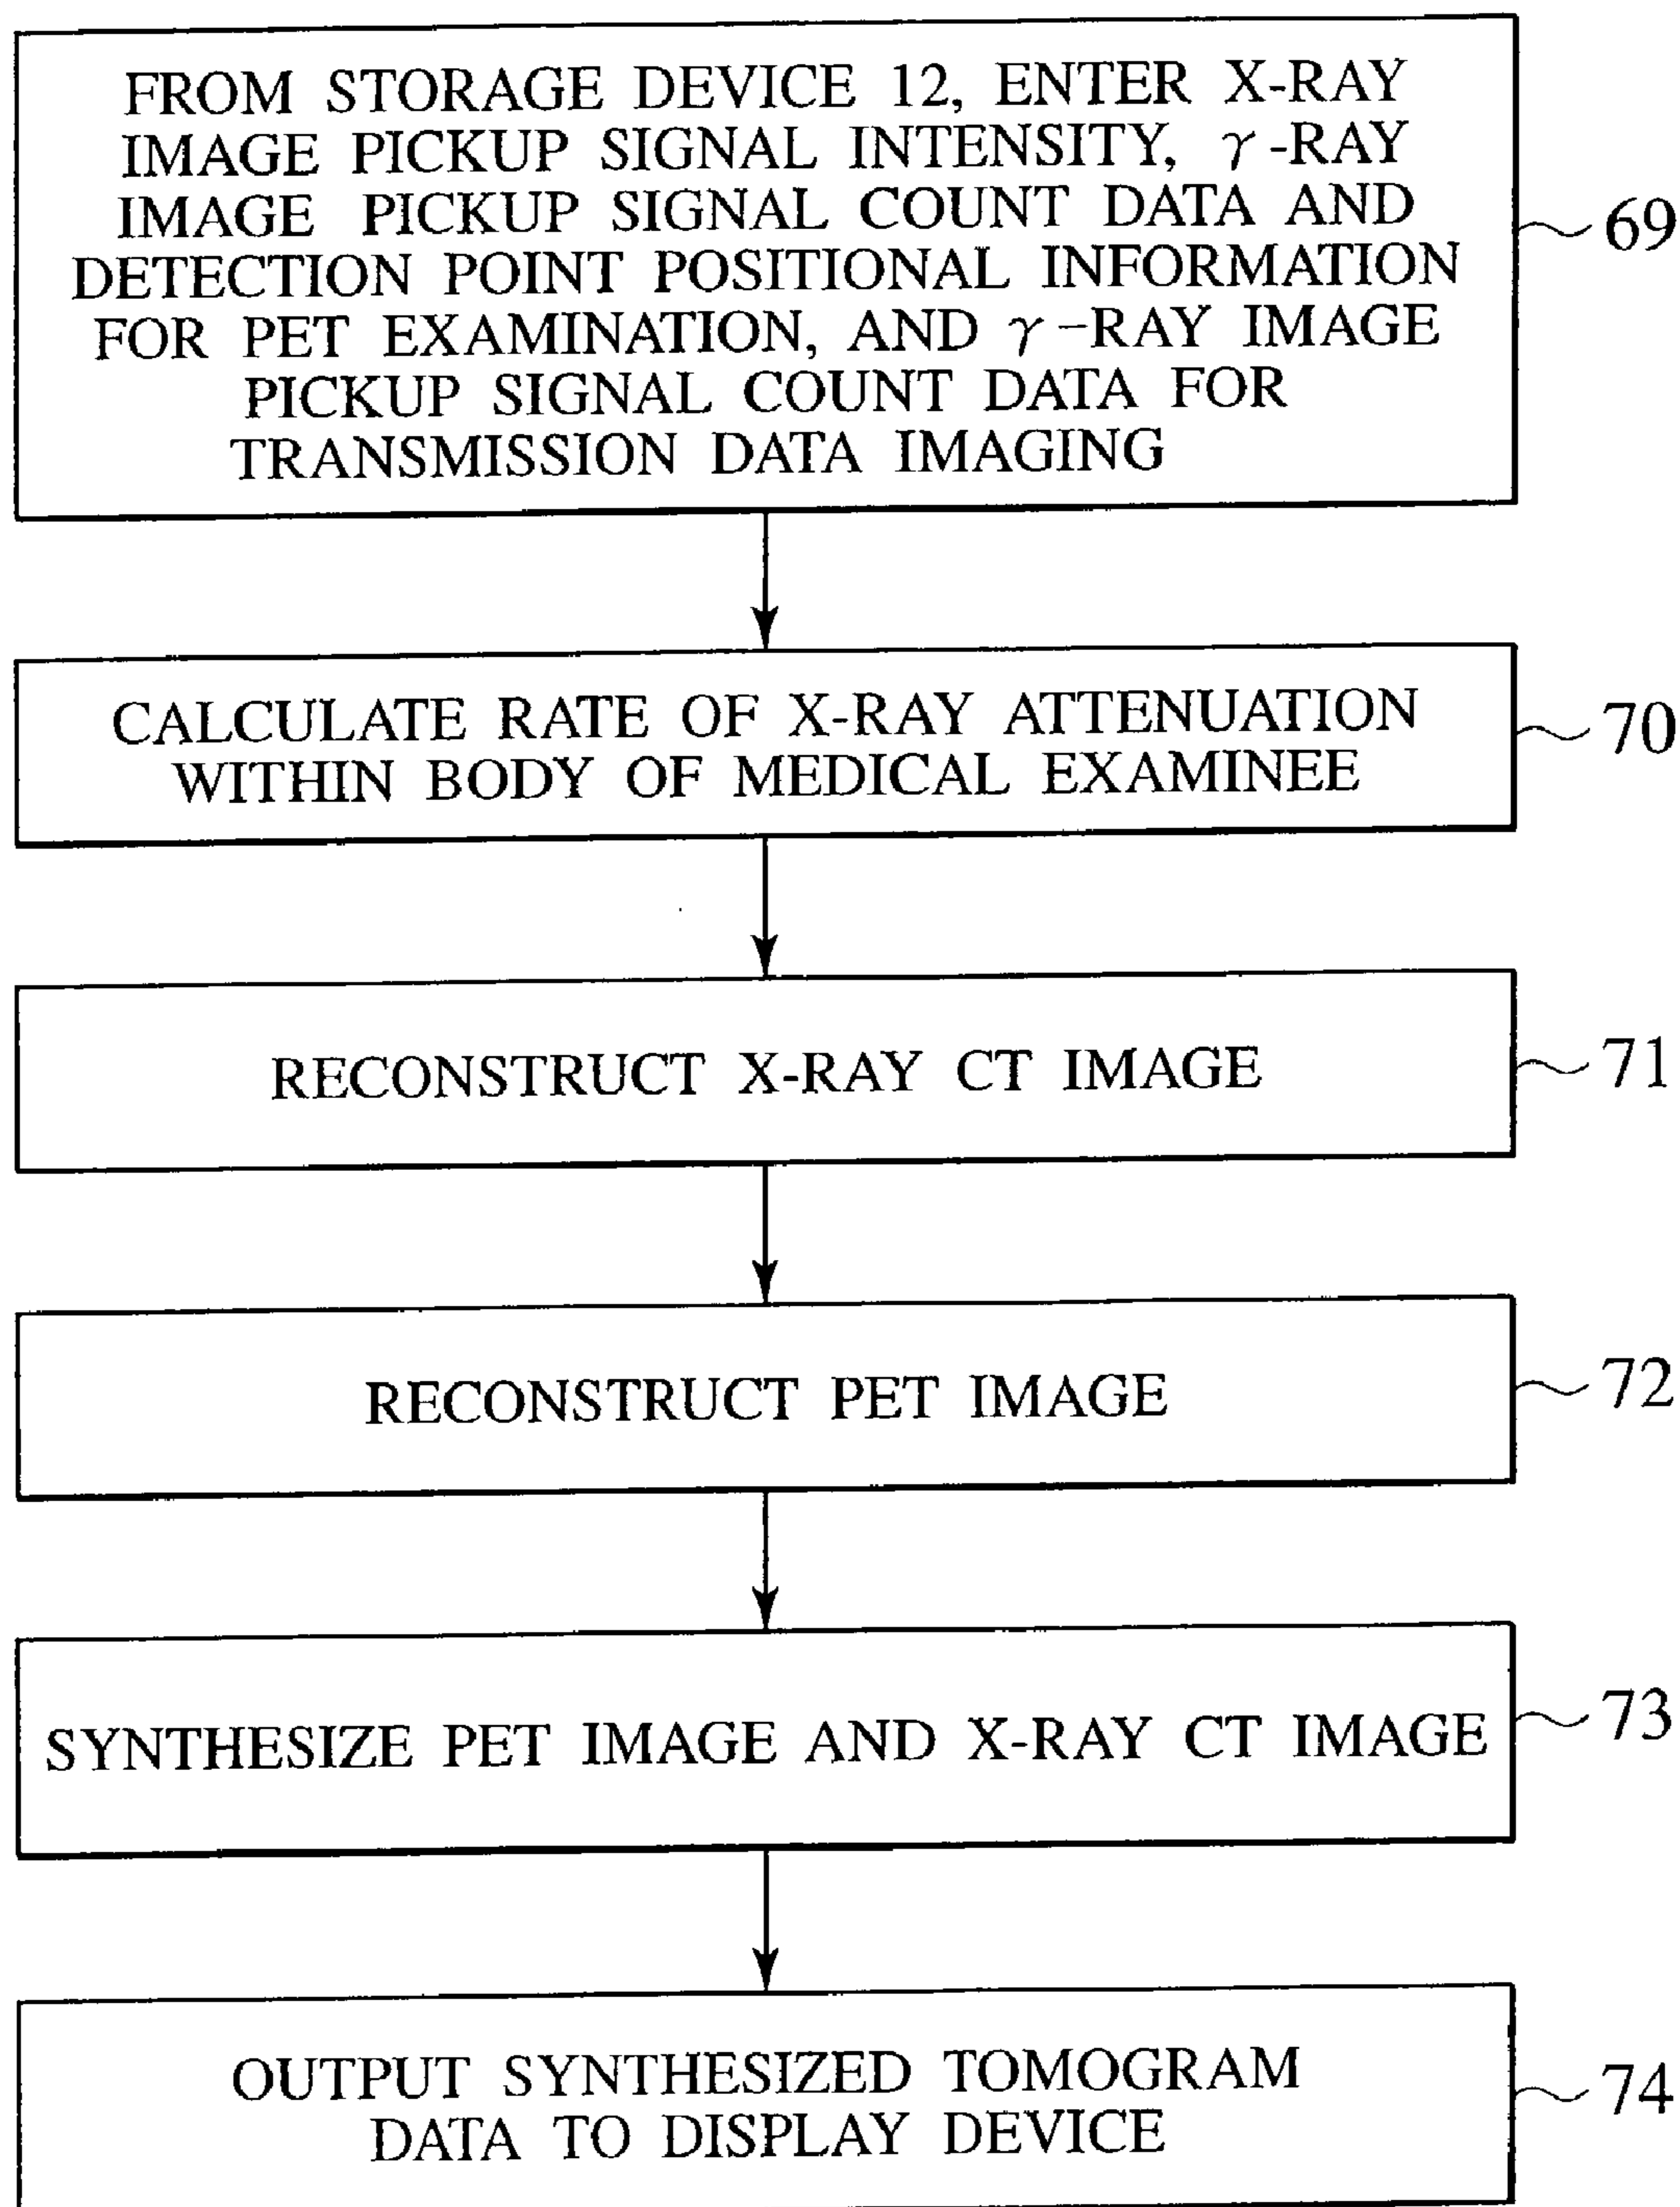 FROM STORAGE DEVICE 12, ENTER X-RAY
IMAGE PICKUP SIGNAL INTENSITY, γ-RAY
IMAGE PICKUP SIGNAL COUNT DATA AND
DETECTION POINT POSITIONAL INFORMATION
FOR PET EXAMINATION, AND γ-RAY IMAGE
PICKUP SIGNAL COUNT DATA FOR
TRANSMISSION DATA IMAGING
69
CALCULATE RATE OF X-RAY ATTENUATION
WITHIN BODY OF MEDICAL EXAMINEE
70
RECONSTRUCT X-RAY CT IMAGE
71
RECONSTRUCT PET IMAGE
72
SYNTHESIZE PET IMAGE AND X-RAY CT IMAGE
73
OUTPUT SYNTHESIZED TOMOGRAM
DATA TO DISPLAY DEVICE
74